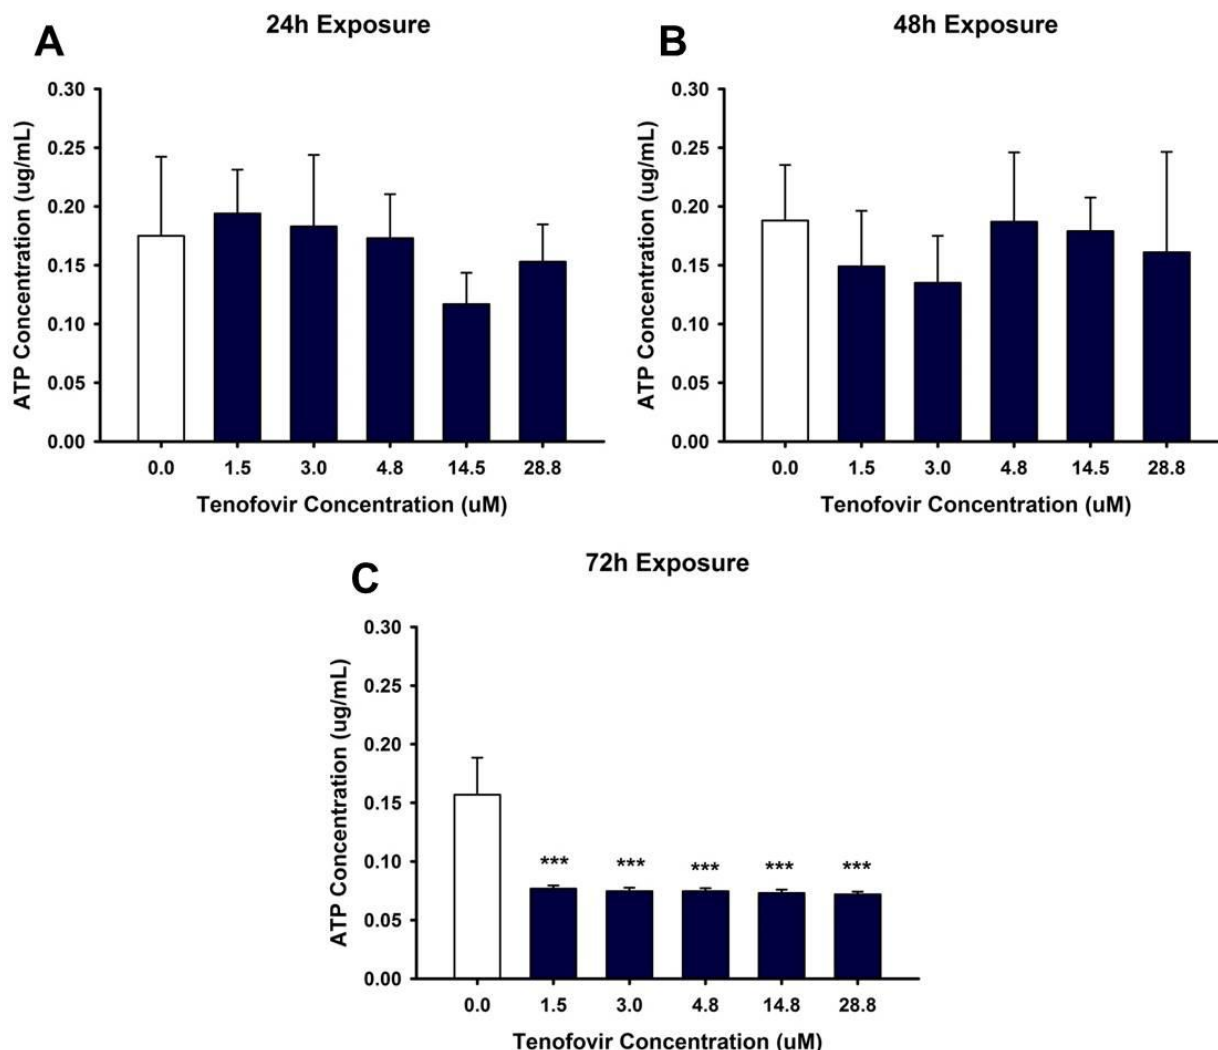 A
24h Exposure
ATP Concentration (ug/mL)
0.30
0.25
0.20
0.15
0.10
0.05
0.00
0.0 1.5 3.0 4.8 14.5 28.8
Tenofovir Concentration (uM)
B
48h Exposure
ATP Concentration (ug/mL)
0.30
0.25
0.20
0.15
0.10
0.05
0.00
0.0 1.5 3.0 4.8 14.5 28.8
Tenofovir Concentration (uM)
C
72h Exposure
ATP Concentration (ug/mL)
0.30
0.25
0.20
0.15
0.10
0.05
0.00
*** *** *** *** ***
0.0 1.5 3.0 4.8 14.8 28.8
Tenofovir Concentration (uM)